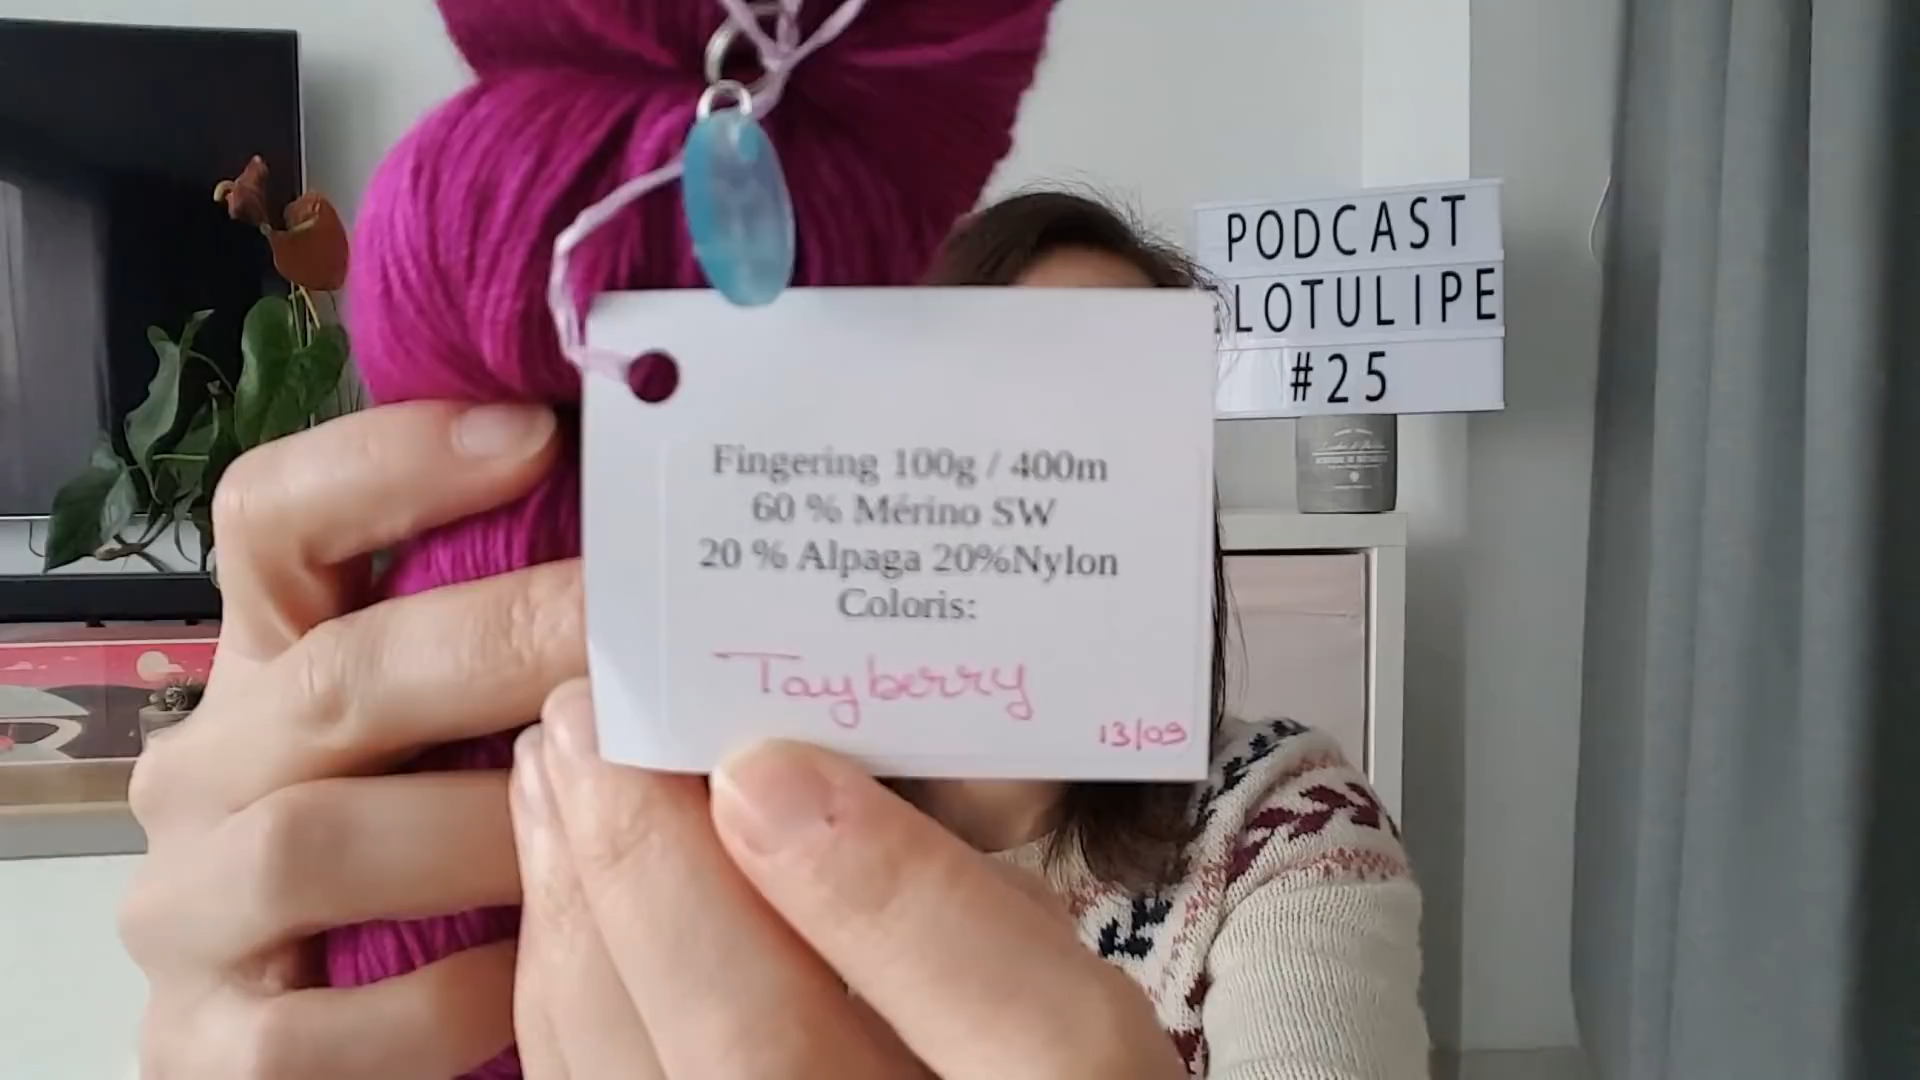 PODCAST
LOTULIPE
#25
Fingering 100g / 400m
60 % Mérino SW
20 % Alpaga 20%Nylon
Coloris:
Tayberry
13/09